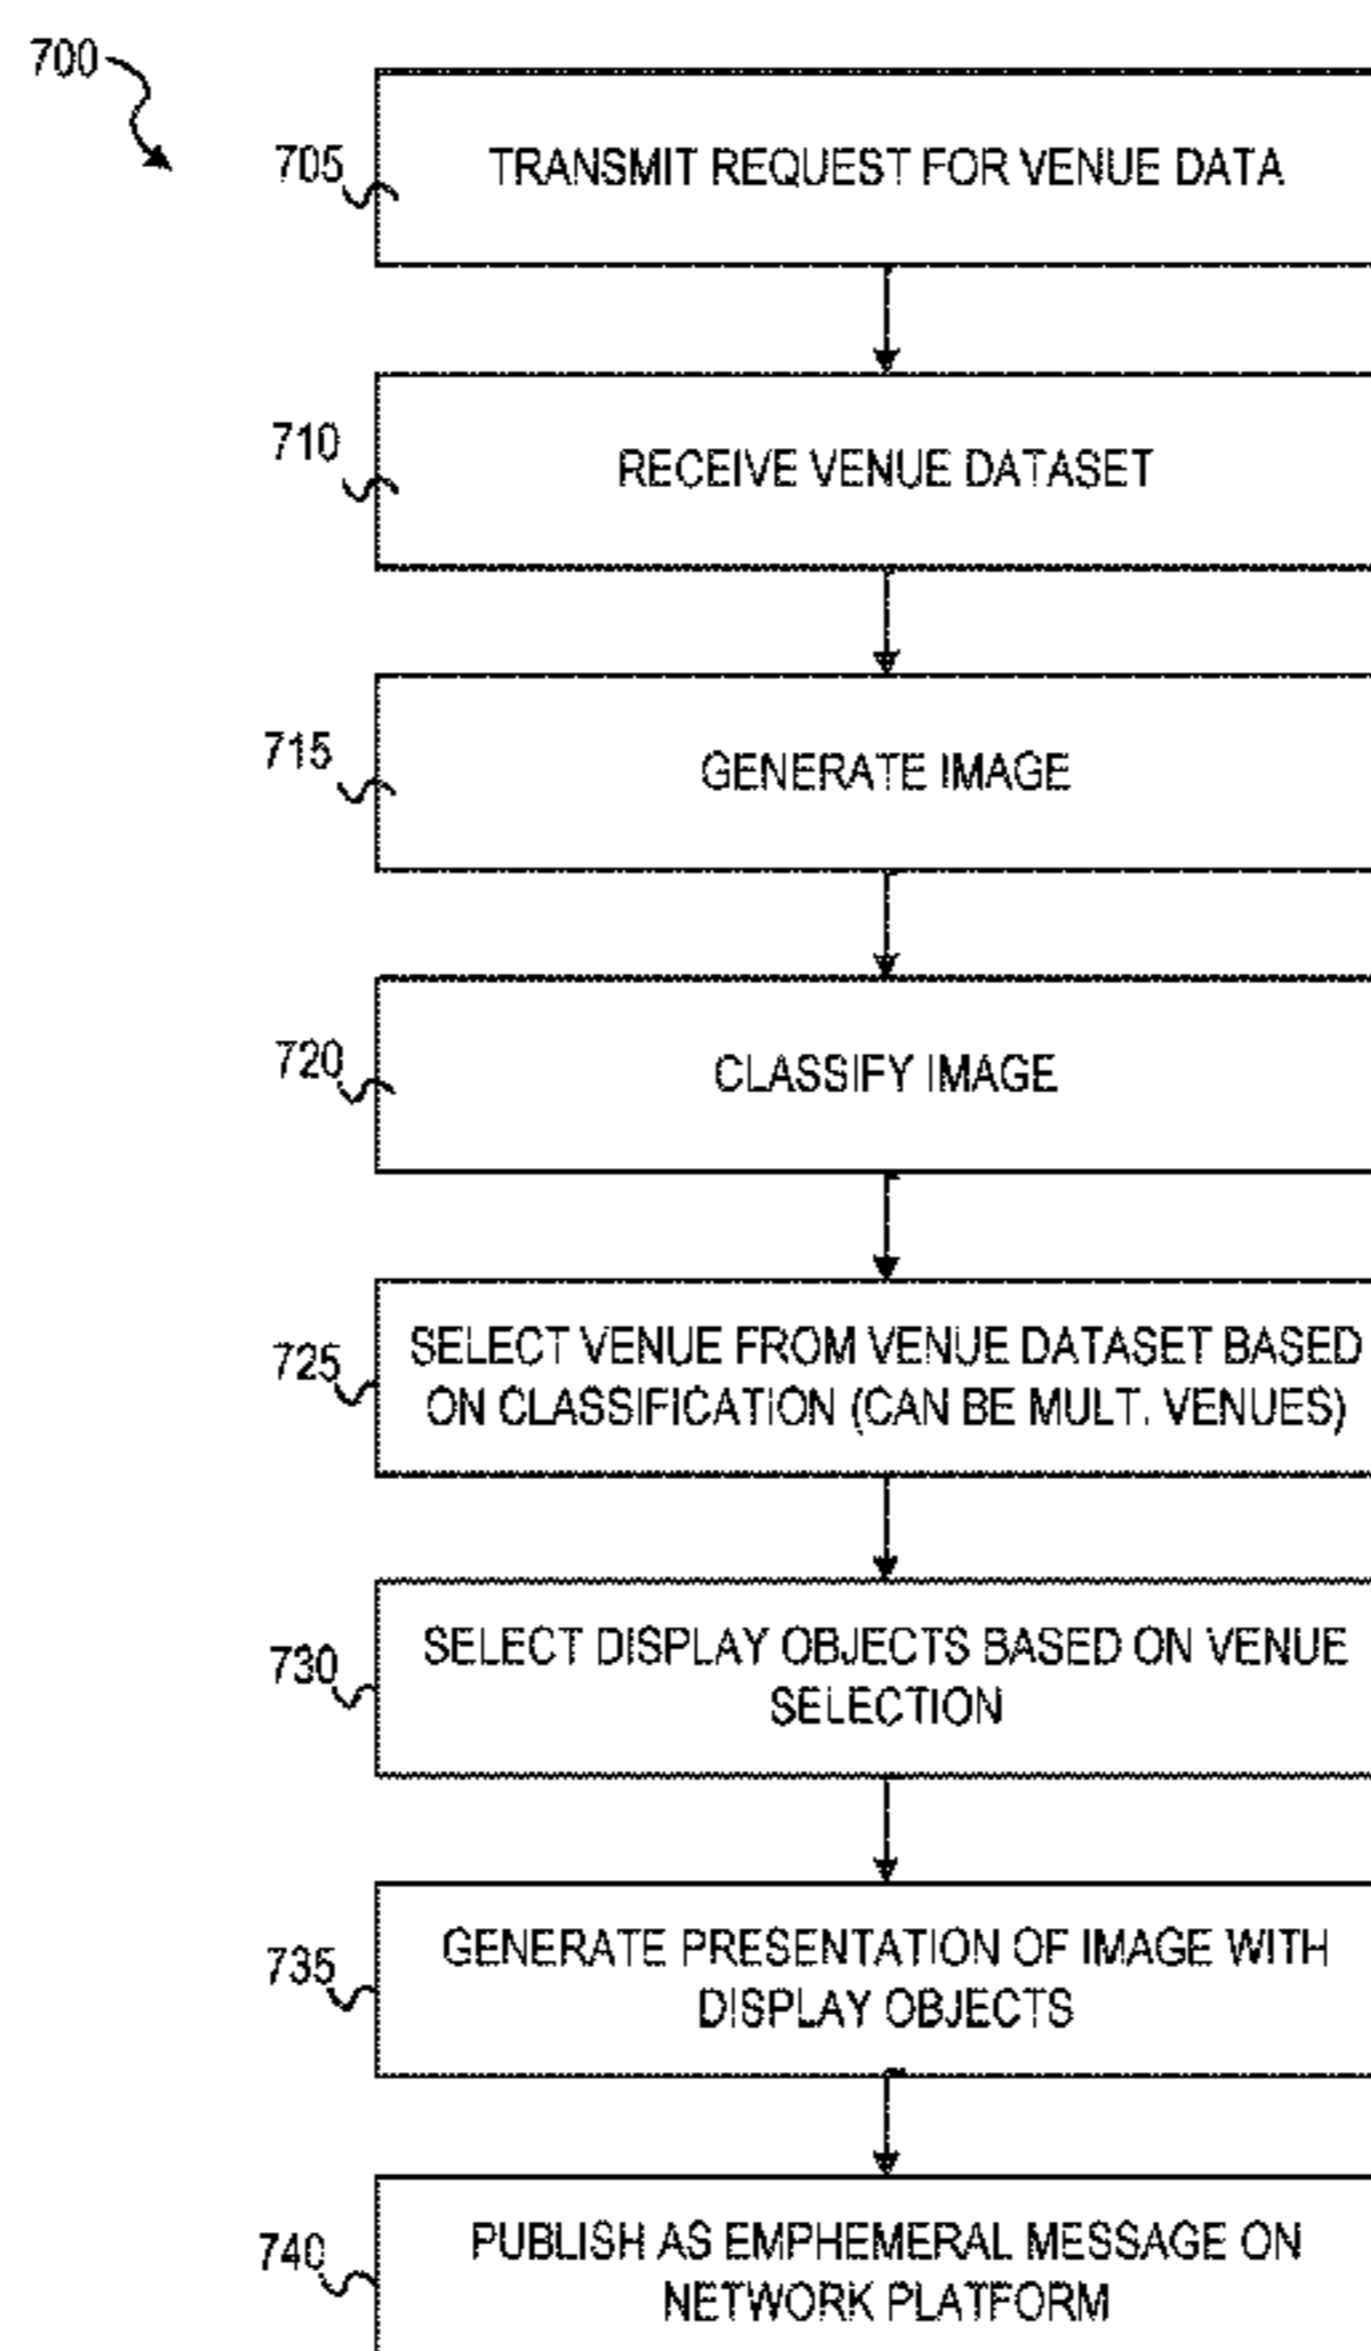 700
705
TRANSMIT REQUEST FOR VENUE DATA
710
RECEIVE VENUE DATASET
715
GENERATE IMAGE
720
CLASSIFY IMAGE
725
SELECT VENUE FROM VENUE DATASET BASED
ON CLASSIFICATION (CAN BE MULT. VENUES)
730
SELECT DISPLAY OBJECTS BASED ON VENUE
SELECTION
735
GENERATE PRESENTATION OF IMAGE WITH
DISPLAY OBJECTS
740
PUBLISH AS EMPHEMERAL MESSAGE ON
NETWORK PLATFORM